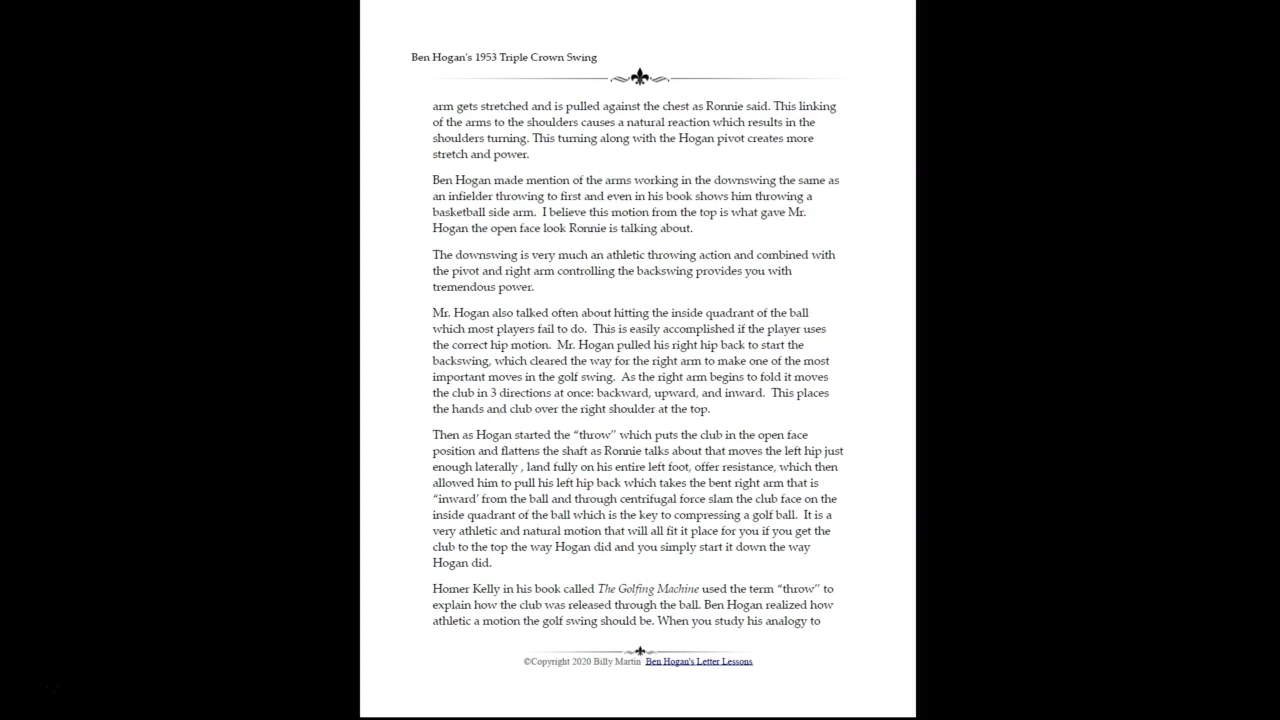 Ben Hogan's 1953 Triple Crown Swing
arm gets stretched and is pulled against the chest as Ronnie said. This linking
of the arms to the shoulders causes a natural reaction which results in the
shoulders turning. This turning along with the Hogan pivot creates more
stretch and power.
Ben Hogan made mention of the arms working in the downswing the same as
an infielder throwing to first and even in his book shows him throwing a
basketball side arm. I believe this motion from the top is what gave Mr.
Hogan the open face look Ronnie is talking about.
The downswing is very much an athletic throwing action and combined with
the pivot and right arm controlling the backswing provides you with
tremendous power.
Mr. Hogan also talked often about hitting the inside quadrant of the ball
which most players fail to do. This is easily accomplished if the player uses
the correct hip motion. Mr. Hogan pulled his right hip back to start the
backswing, which cleared the way for the right arm to make one of the most
important moves in the golf swing. As the right arm begins to fold it moves
the club in 3 directions at once: backward, upward, and inward. This places
the hands and club over the right shoulder at the top.
Then as Hogan started the “throw” which puts the club in the open face
position and flattens the shaft as Ronnie talks about that moves the left hip just
enough laterally , land fully on his entire left foot, offer resistance, which then
allowed him to pull his left hip back which takes the bent right arm that is
“inward’ from the ball and through centrifugal force slam the club face on the
inside quadrant of the ball which is the key to compressing a golf ball. It is a
very athletic and natural motion that will all fit it place for you if you get the
club to the top the way Hogan did and you simply start it down the way
Hogan did.
Homer Kelly in his book called The Golfing Machine used the term “throw” to
explain how the club was released through the ball. Ben Hogan realized how
athletic a motion the golf swing should be. When you study his analogy to
©Copyright 2020 Billy Martin Ben Hogan's Letter Lessons